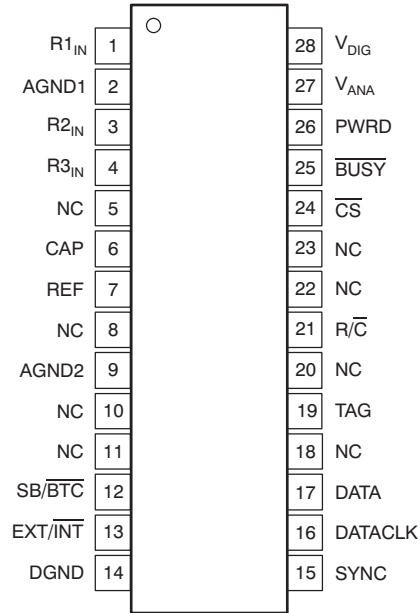 R1IN 1 28 VDIG
AGND1 2 27 VANA
R2IN 3 26 PWRD
R3IN 4 25 BUSY
NC 5 24 CS
CAP 6 23 NC
REF 7 22 NC
NC 8 21 R/C
AGND2 9 20 NC
NC 10 19 TAG
NC 11 18 NC
SB/BTC 12 17 DATA
EXT/INT 13 16 DATACLK
DGND 14 15 SYNC